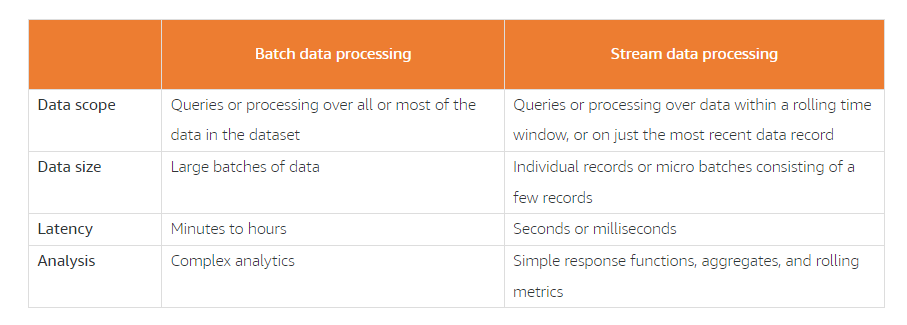 Batch data processing
Stream data processing
Data scope
Queries or processing over all or most of the
data in the dataset
Queries or processing over data within a rolling time
window, or on just the most recent data record
Data size
Large batches of data
Individual records or micro batches consisting of a
few records
Latency
Minutes to hours
Seconds or milliseconds
Analysis
Complex analytics
Simple response functions, aggregates, and rolling
metrics